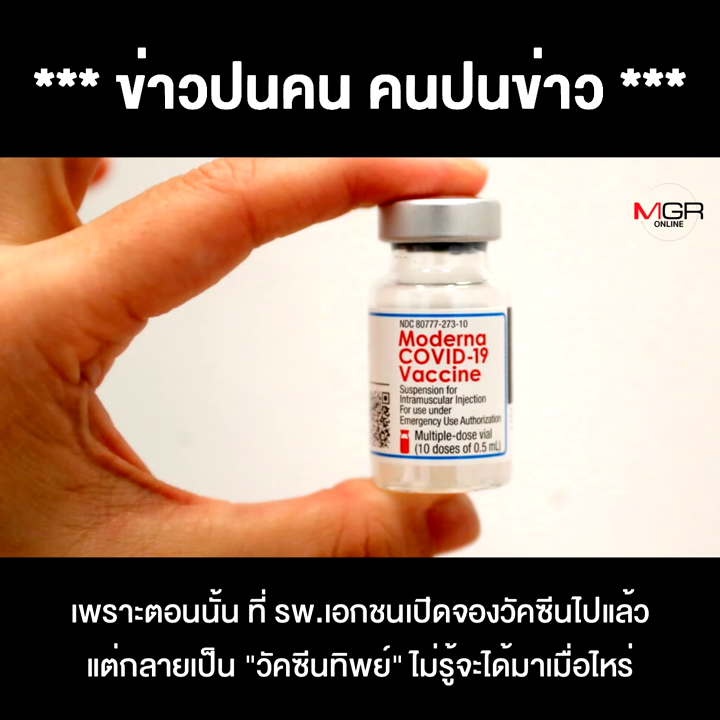 *** ข่าวปนคน คนปนข่าว ***
MGR
ONLINE
NDC 80777-273-10
Moderna
COVID-19
Vaccine
Suspension for
Intramuscular Injection
For use under
Emergency Use Authorization
Multiple-dose vial
(10 doses of 0.5 mL)
เพราะตอนนั้น ที่ รพ.เอกชนเปิดจองวัคซีนไปแล้ว
แต่กลายเป็น "วัคซีนทิพย์" ไม่รู้จะได้มาเมื่อไหร่